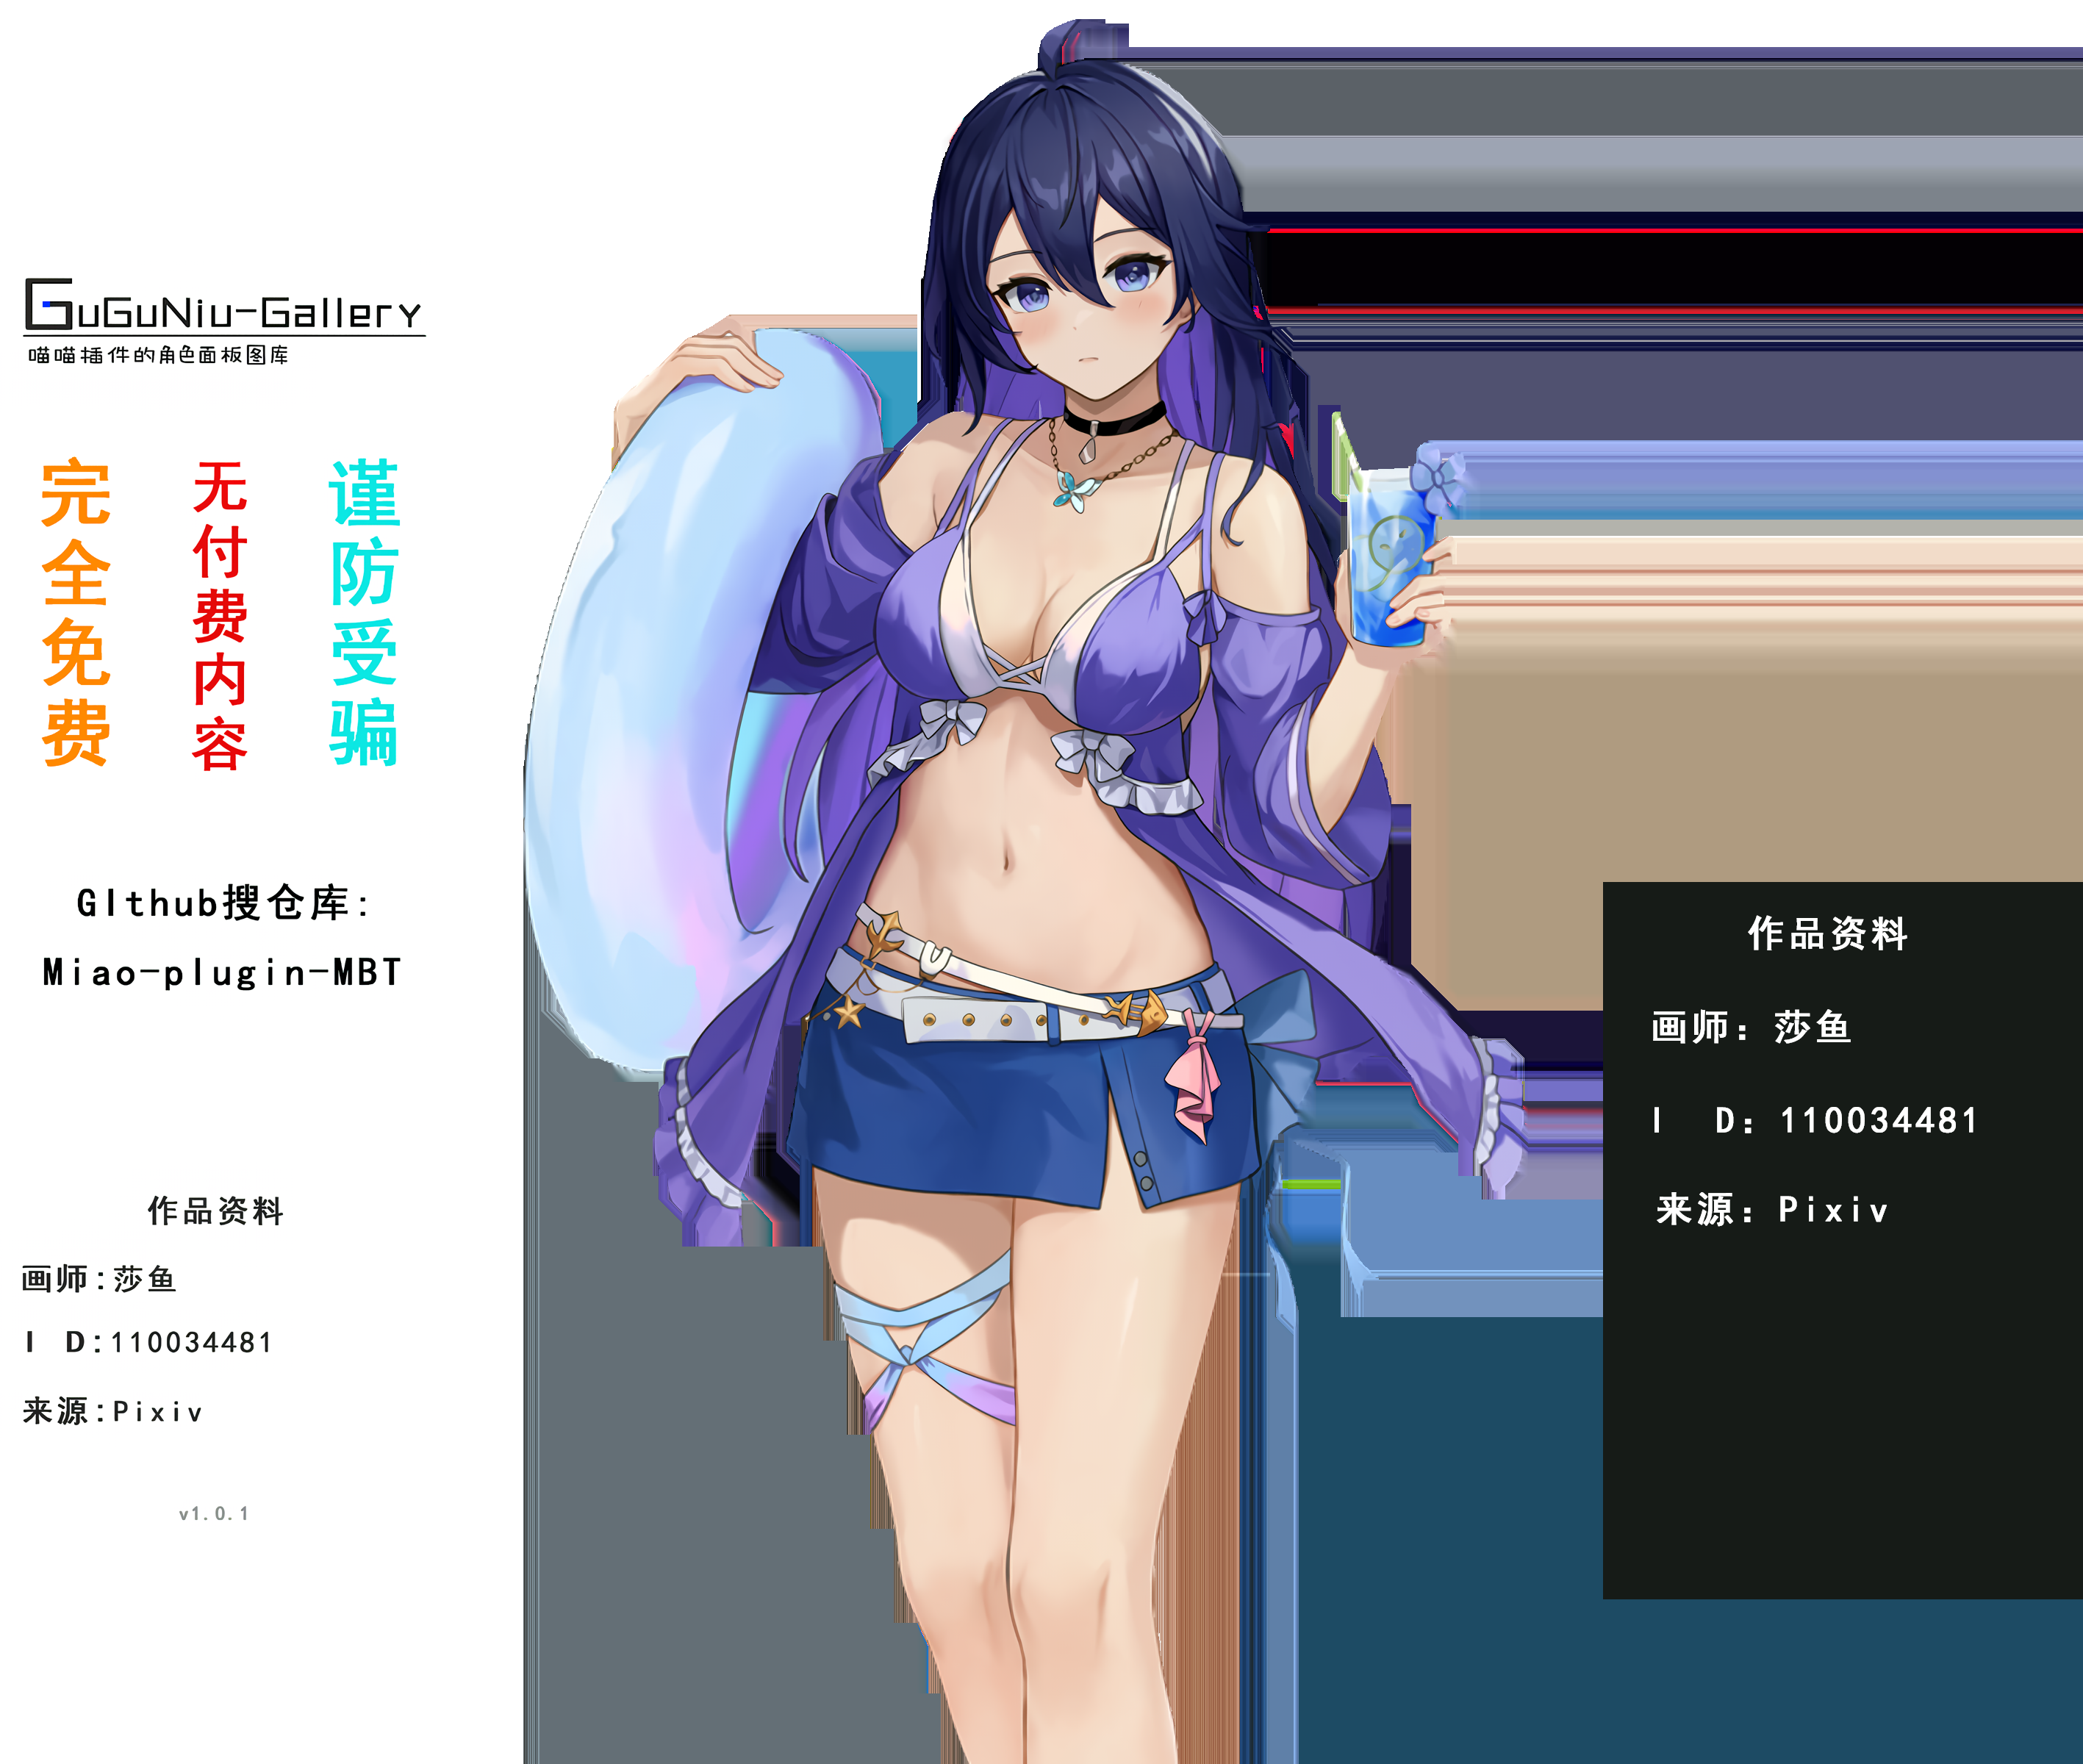 GuGuNiu-Gallery
喵喵插件的角色面板图库
完全免费
无付费内容
谨防受骗
GIthub搜仓库:
Miao-plugin-MBT
作品资料
画师:莎鱼
I D:110034481
来源:Pixiv
v1.0.1
作品资料
画师：莎鱼
I D：110034481
来源：Pixiv